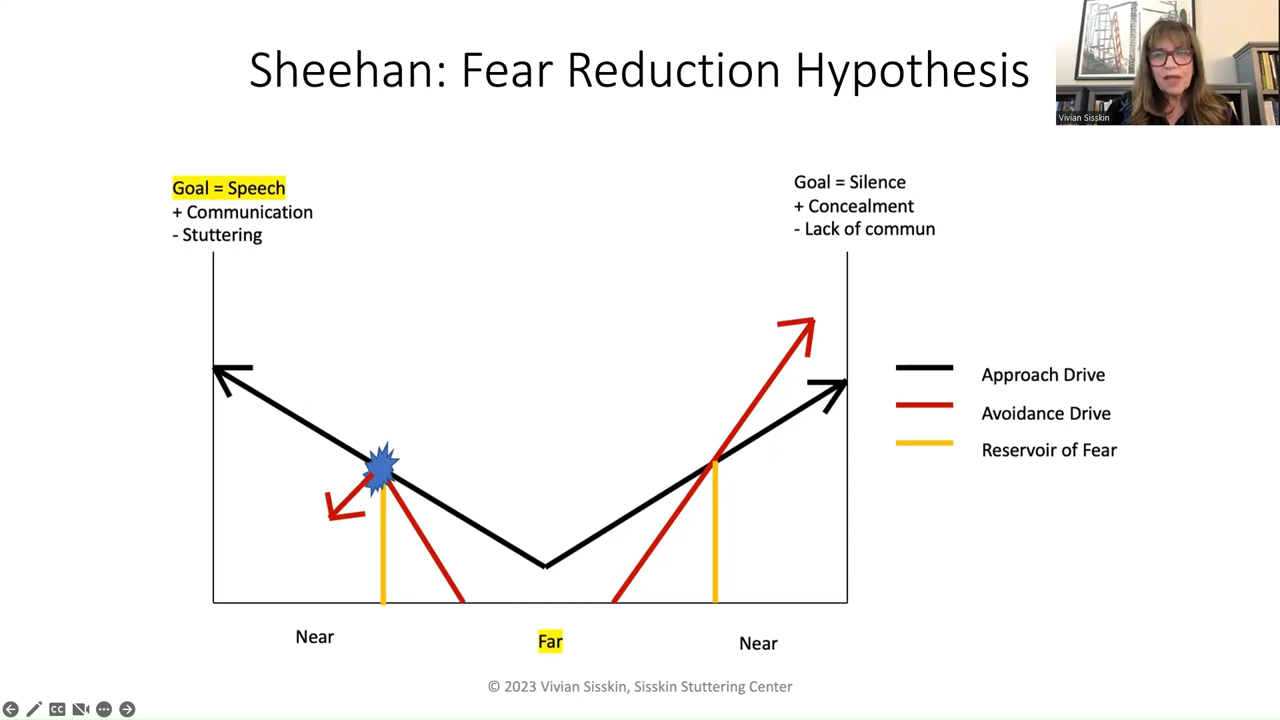 Sheehan: Fear Reduction Hypothesis
Vivian Sisskin
Goal = Speech
+ Communication
- Stuttering
Goal = Silence
+ Concealment
- Lack of commun
Approach Drive
Avoidance Drive
Reservoir of Fear
Near
Far
Near
© 2023 Vivian Sisskin, Sisskin Stuttering Center
CC